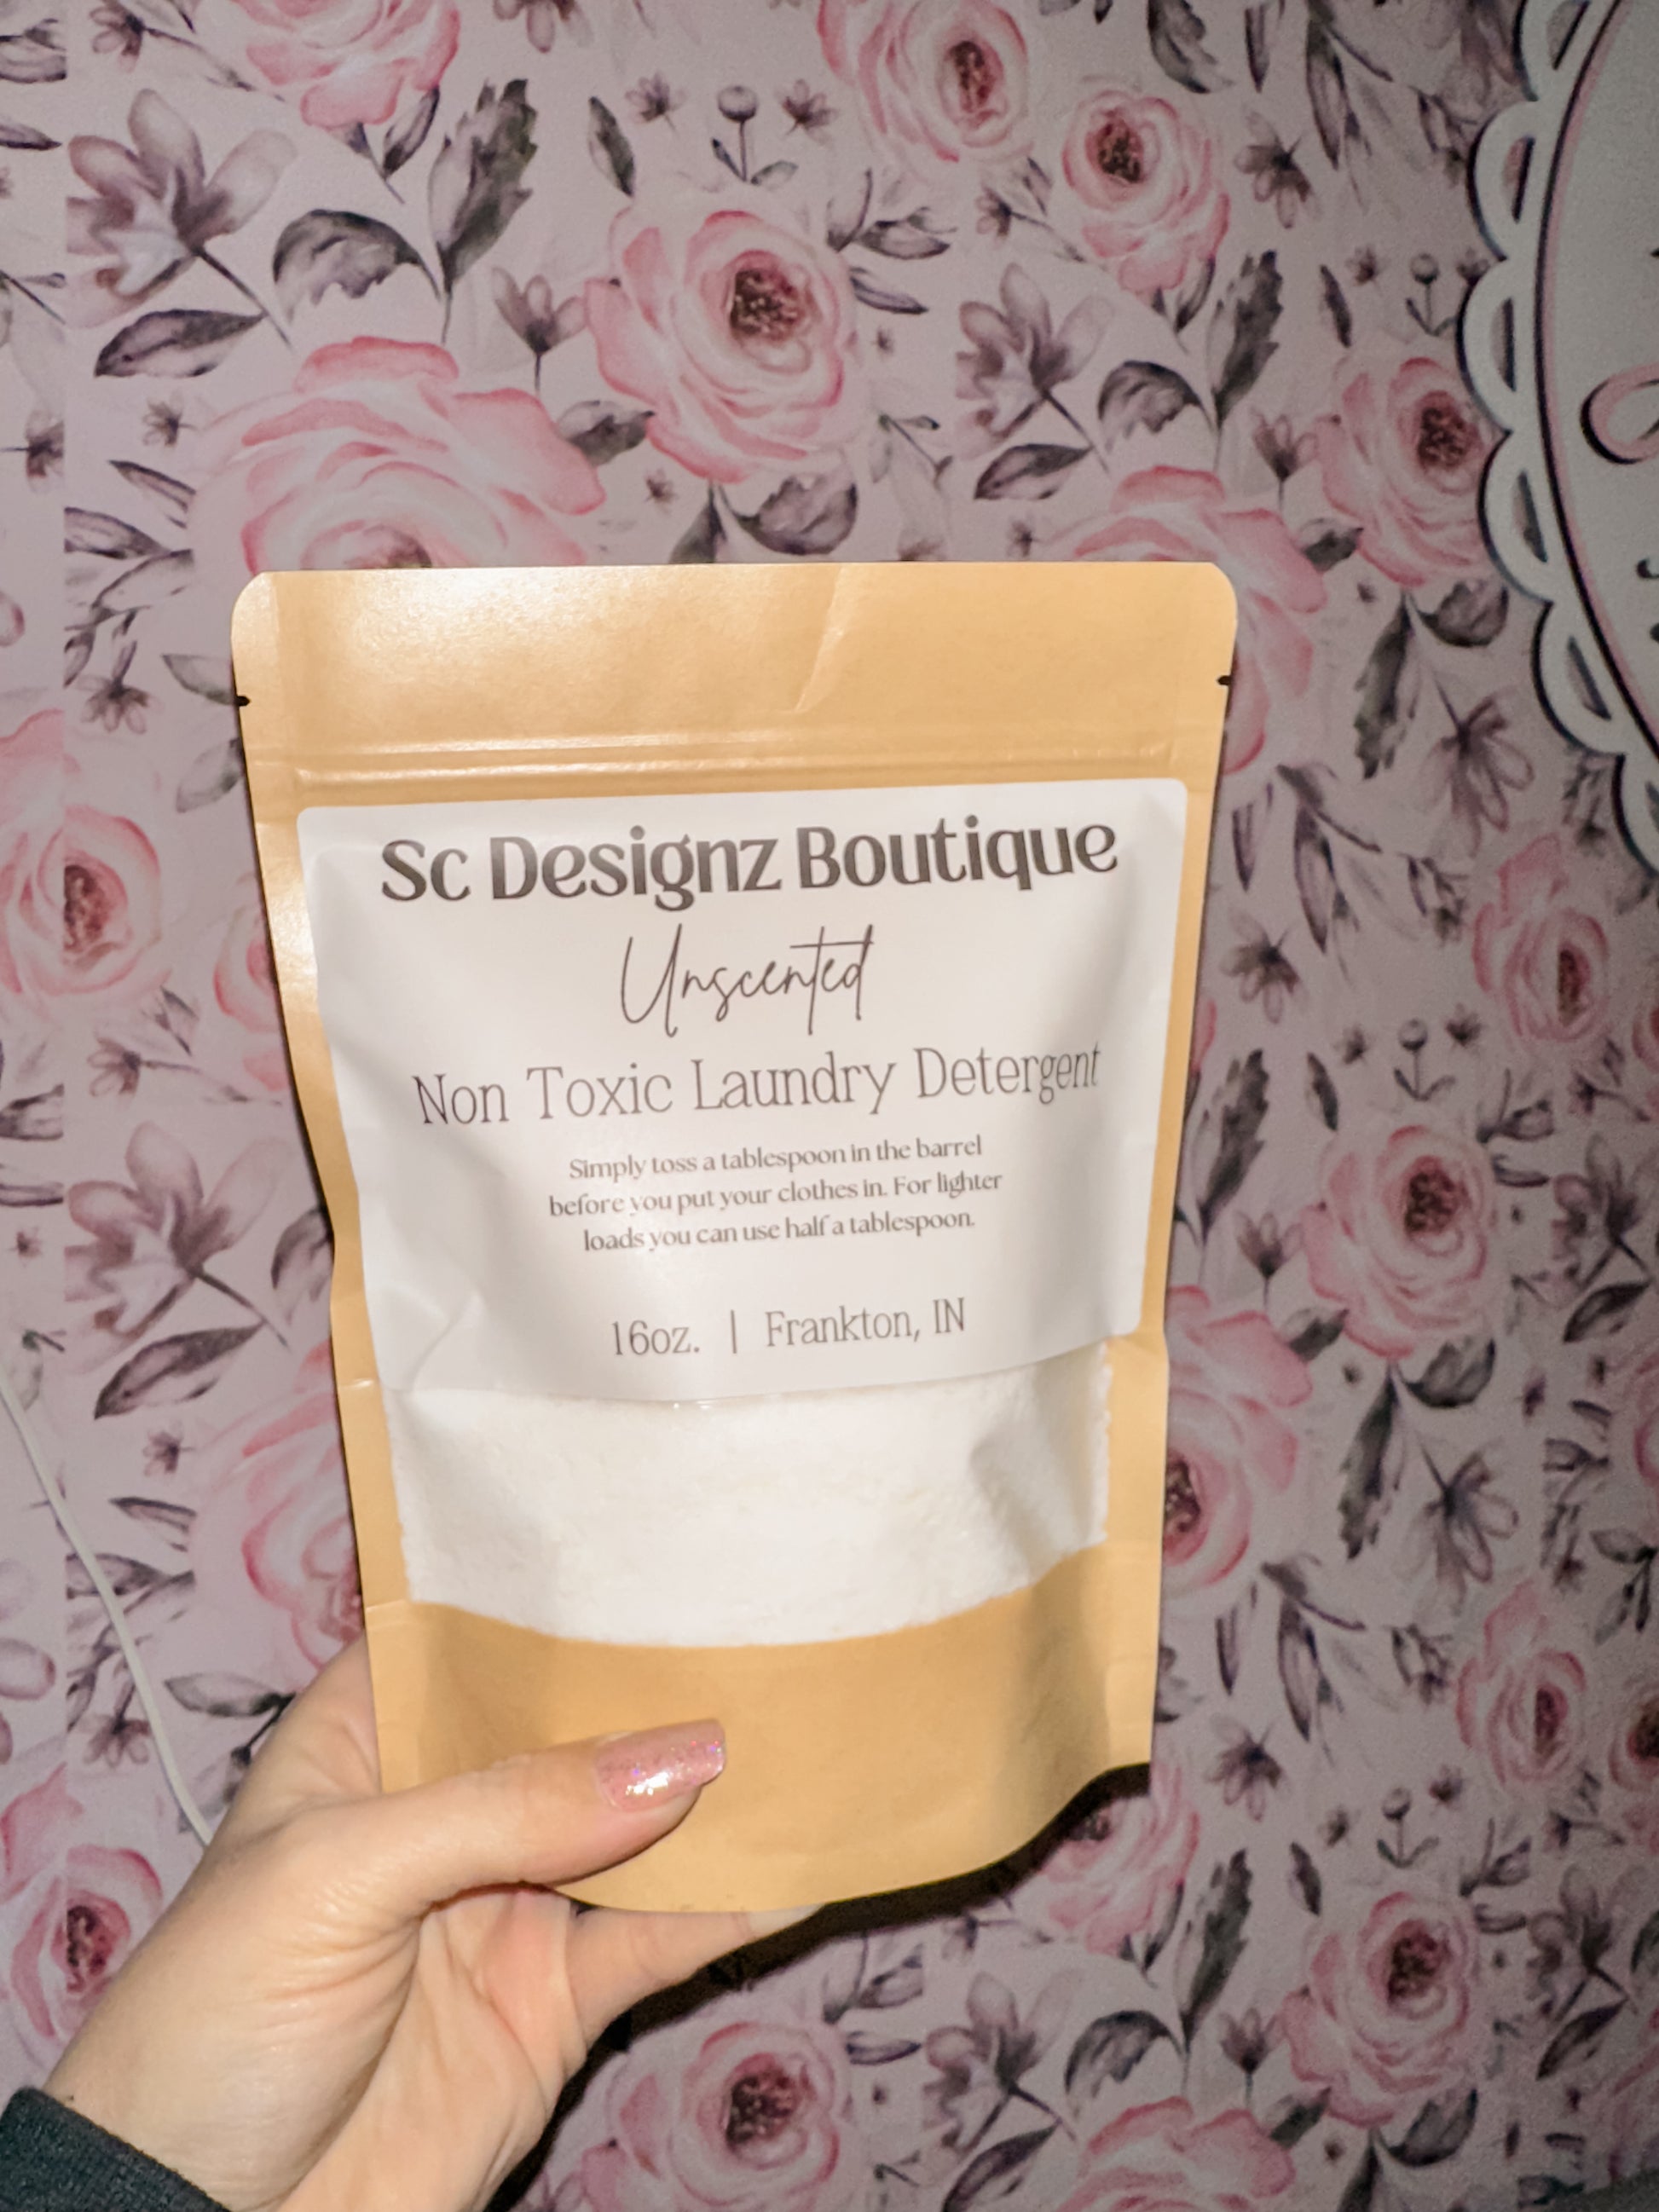 Sc Designz Boutique
Unscented
Non Toxic Laundry Detergent
Simply toss a tablespoon in the barrel
before you put your clothes in. For lighter
loads you can use half a tablespoon.
16oz. | Frankton, IN